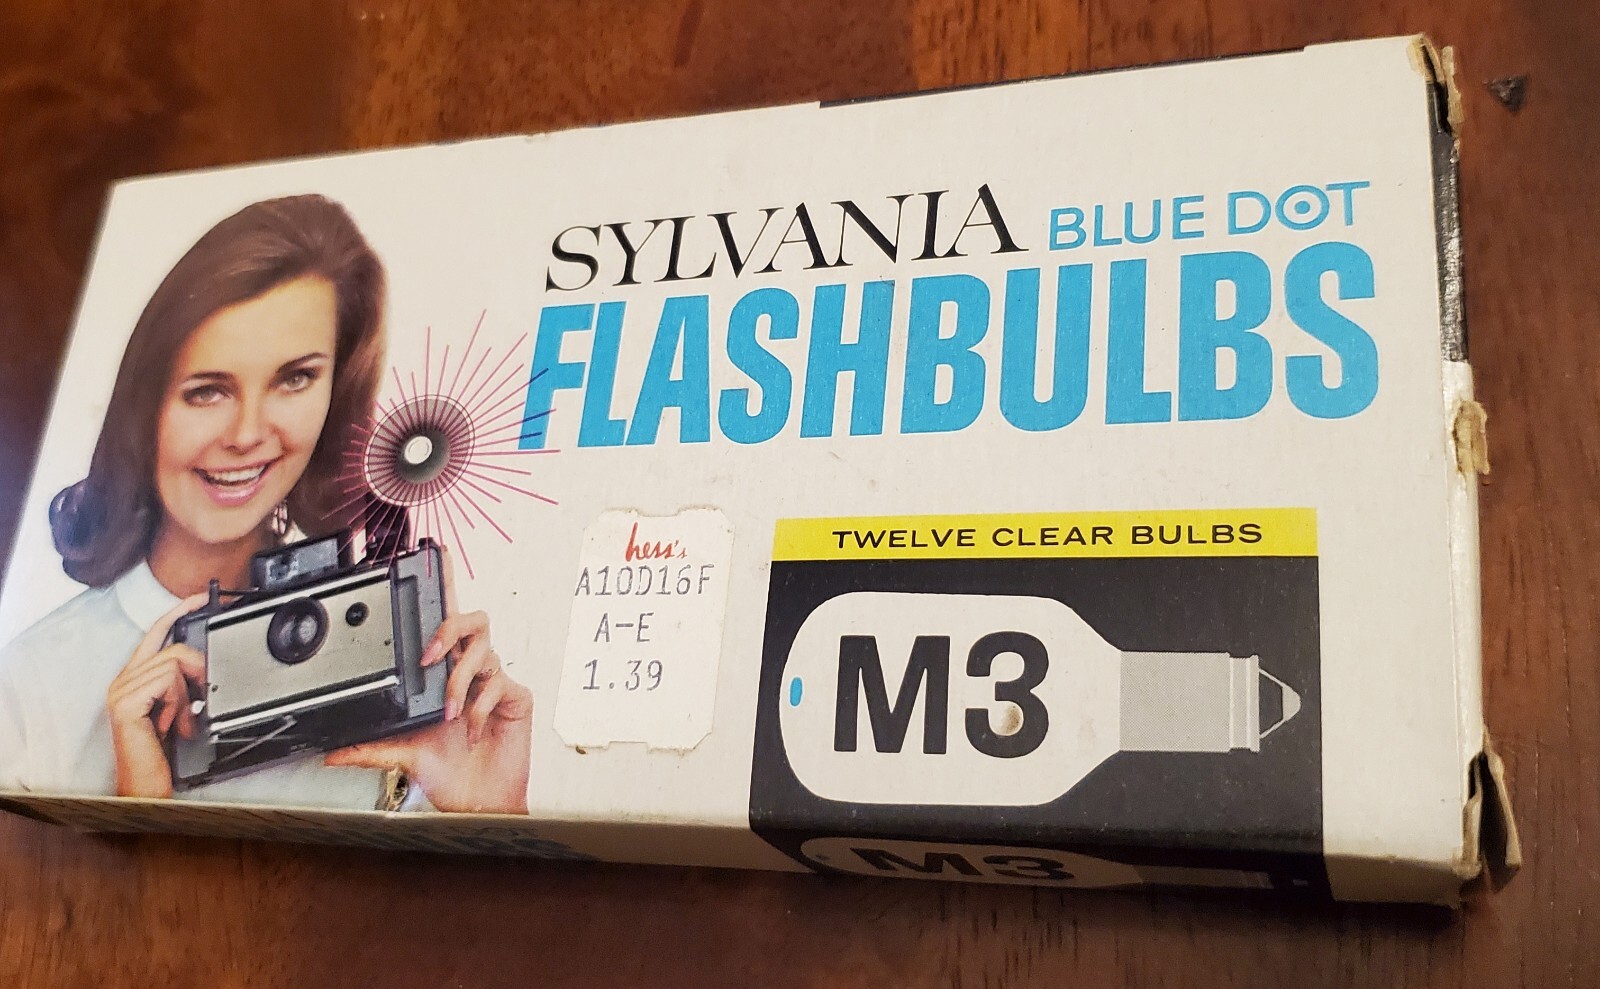 SYLVANIA BLUE DOT
FLASHBULBS
hess's
A10D16F
A-E
1.39
TWELVE CLEAR BULBS
M3
M3